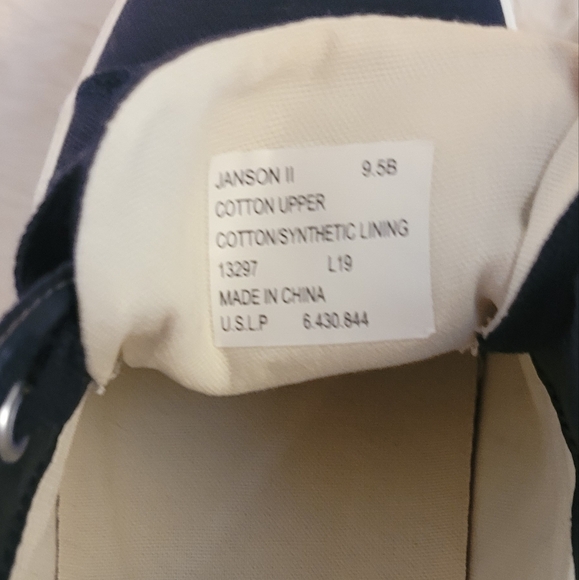 JANSON II 9.5B
COTTON UPPER
COTTON/SYNTHETIC LINING
13297 L19
MADE IN CHINA
U.S.L.P 6.430.844